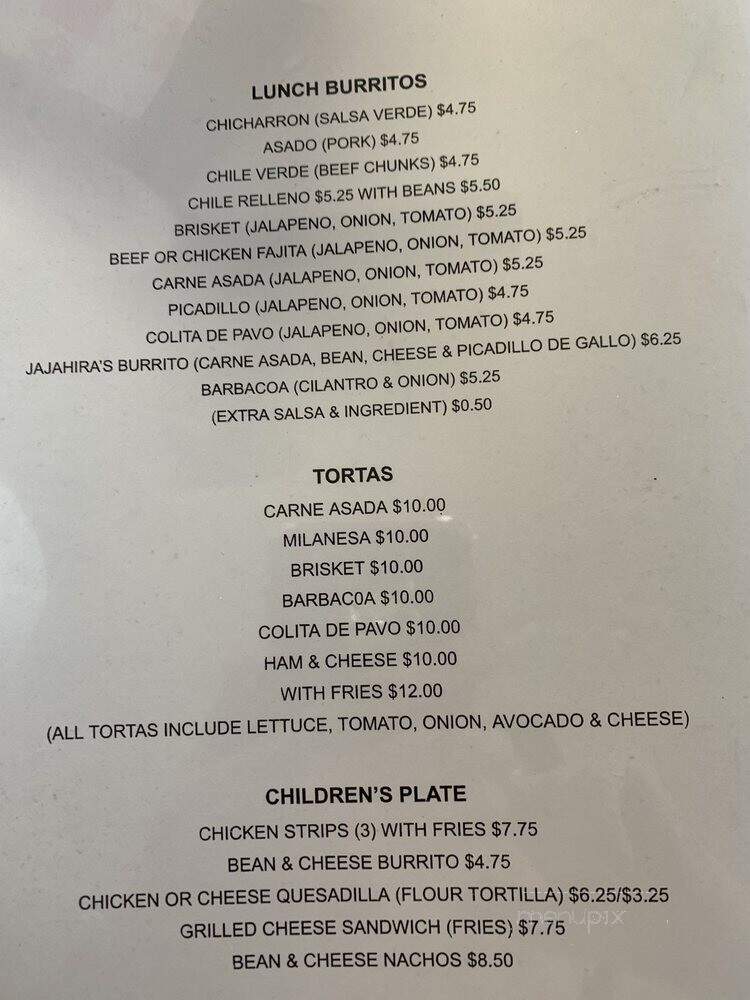 LUNCH BURRITOS
CHICHARRON (SALSA VERDE) $4.75
ASADO (PORK) $4.75
CHILE VERDE (BEEF CHUNKS) $4.75
CHILE RELLENO $5.25 WITH BEANS $5.50
BRISKET (JALAPENO, ONION, TOMATO) $5.25
BEEF OR CHICKEN FAJITA (JALAPENO, ONION, TOMATO) $5.25
CARNE ASADA (JALAPENO, ONION, TOMATO) $5.25
PICADILLO (JALAPENO, ONION, TOMATO) $4.75
COLITA DE PAVO (JALAPENO, ONION, TOMATO) $4.75
JAJAHIRA'S BURRITO (CARNE ASADA, BEAN, CHEESE & PICADILLO DE GALLO) $6.25
BARBACOA (CILANTRO & ONION) $5.25
(EXTRA SALSA & INGREDIENT) $0.50
TORTAS
CARNE ASADA $10.00
MILANESA $10.00
BRISKET $10.00
BARBAC0A $10.00
COLITA DE PAVO $10.00
HAM & CHEESE $10.00
WITH FRIES $12.00
(ALL TORTAS INCLUDE LETTUCE, TOMATO, ONION, AVOCADO & CHEESE)
CHILDREN'S PLATE
CHICKEN STRIPS (3) WITH FRIES $7.75
BEAN & CHEESE BURRITO $4.75
CHICKEN OR CHEESE QUESADILLA (FLOUR TORTILLA) $6.25/$3.25
menupix
GRILLED CHEESE SANDWICH (FRIES) $7.75
BEAN & CHEESE NACHOS $8.50